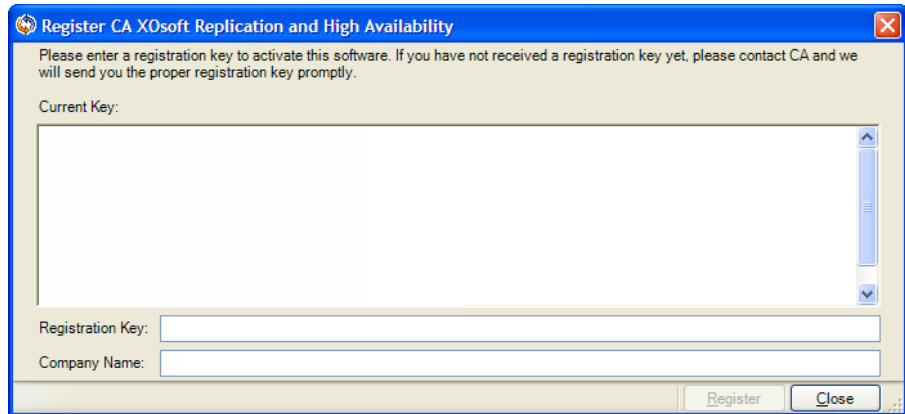 Register CA XOsoft Replication and High Availability
Please enter a registration key to activate this software. If you have not received a registration key yet, please contact CA and we
will send you the proper registration key promptly.
Current Key:
Registration Key:
Company Name:
Register
Close